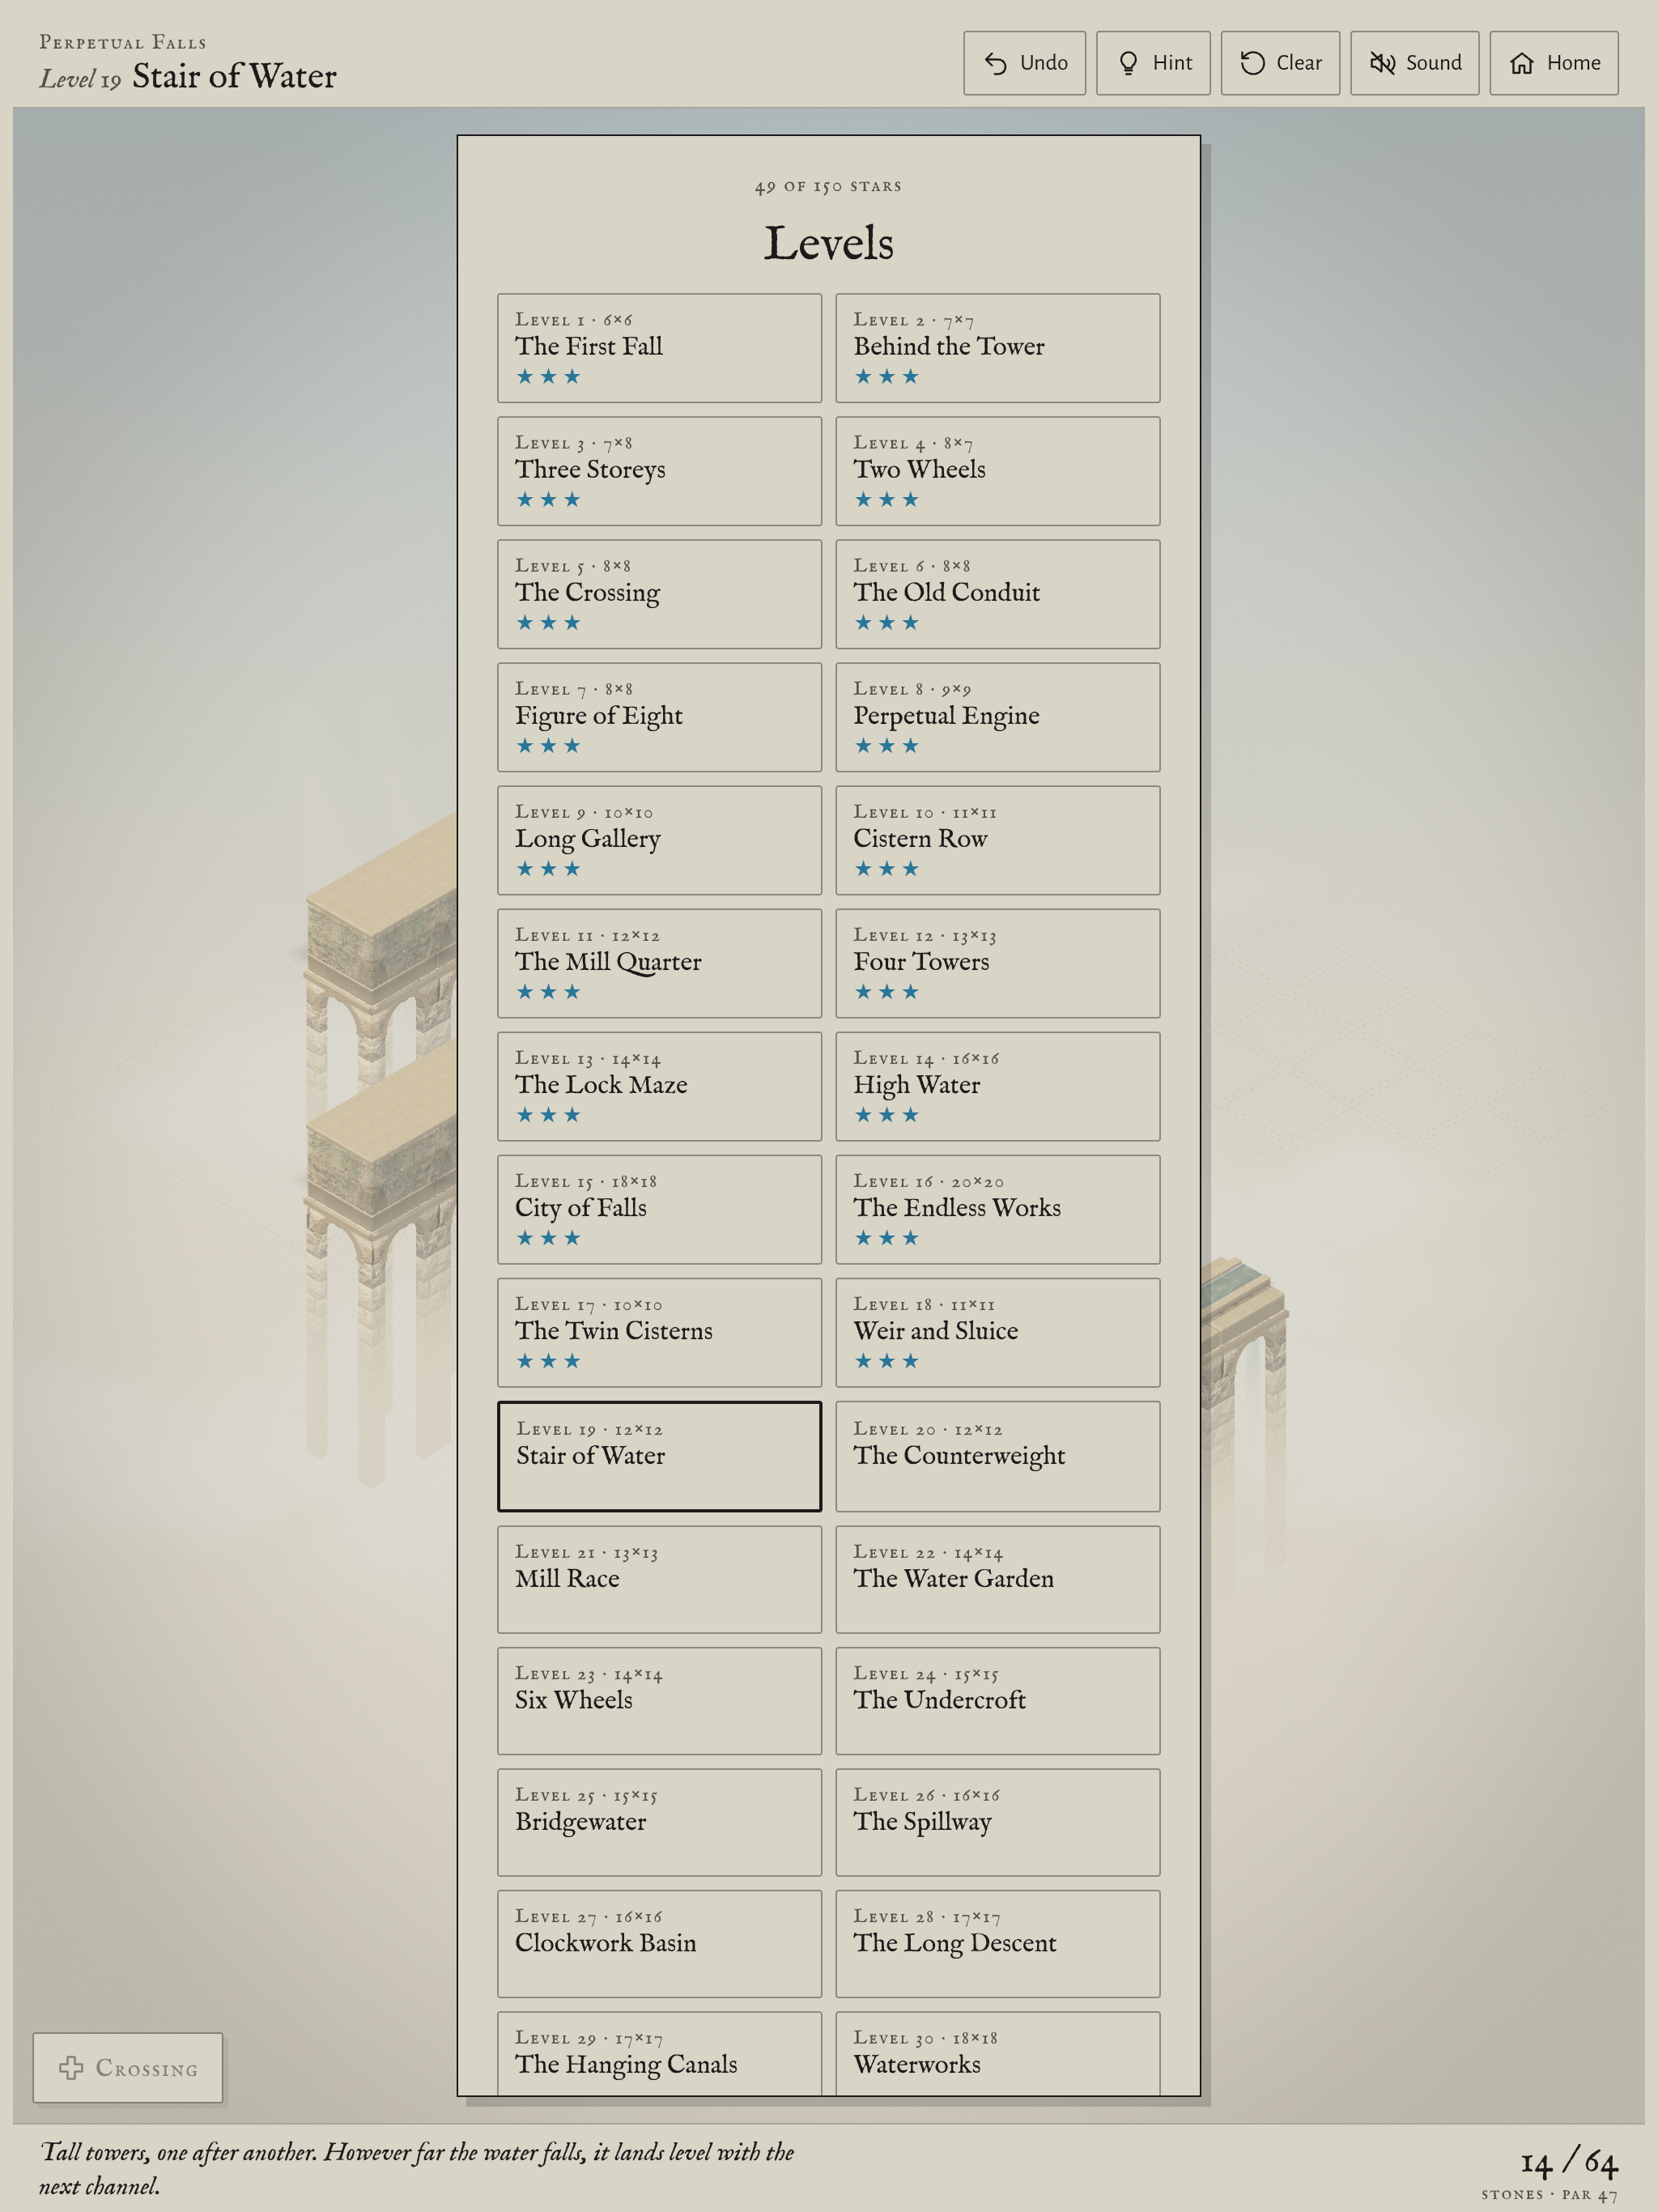 Perpetual Falls
Level 19 Stair of Water
Undo
Hint
Clear
Sound
Home
49 of 150 stars
Levels
Level 1 · 6×6
The First Fall
★★★
Level 2 · 7×7
Behind the Tower
★★★
Level 3 · 7×8
Three Storeys
★★★
Level 4 · 8×7
Two Wheels
★★★
Level 5 · 8×8
The Crossing
★★★
Level 6 · 8×8
The Old Conduit
★★★
Level 7 · 8×8
Figure of Eight
★★★
Level 8 · 9×9
Perpetual Engine
★★★
Level 9 · 10×10
Long Gallery
★★★
Level 10 · 11×11
Cistern Row
★★★
Level 11 · 12×12
The Mill Quarter
★★★
Level 12 · 13×13
Four Towers
★★★
Level 13 · 14×14
The Lock Maze
★★★
Level 14 · 16×16
High Water
★★★
Level 15 · 18×18
City of Falls
★★★
Level 16 · 20×20
The Endless Works
★★★
Level 17 · 10×10
The Twin Cisterns
★★★
Level 18 · 11×11
Weir and Sluice
★★★
Level 19 · 12×12
Stair of Water
Level 20 · 12×12
The Counterweight
Level 21 · 13×13
Mill Race
Level 22 · 14×14
The Water Garden
Level 23 · 14×14
Six Wheels
Level 24 · 15×15
The Undercroft
Level 25 · 15×15
Bridgewater
Level 26 · 16×16
The Spillway
Level 27 · 16×16
Clockwork Basin
Level 28 · 17×17
The Long Descent
Level 29 · 17×17
The Hanging Canals
Level 30 · 18×18
Waterworks
Crossing
Tall towers, one after another. However far the water falls, it lands level with the
next channel.
14 / 64
stones · par 47